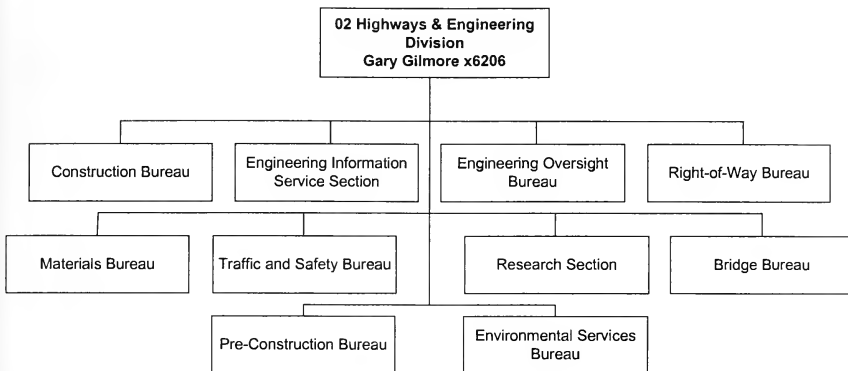 02 Highways & Engineering
Division
Gary Gilmore x6206
Construction Bureau
Engineering Information
Service Section
Engineering Oversight
Bureau
Right-of-Way Bureau
Materials Bureau
Traffic and Safety Bureau
Research Section
Bridge Bureau
Pre-Construction Bureau
Environmental Services
Bureau